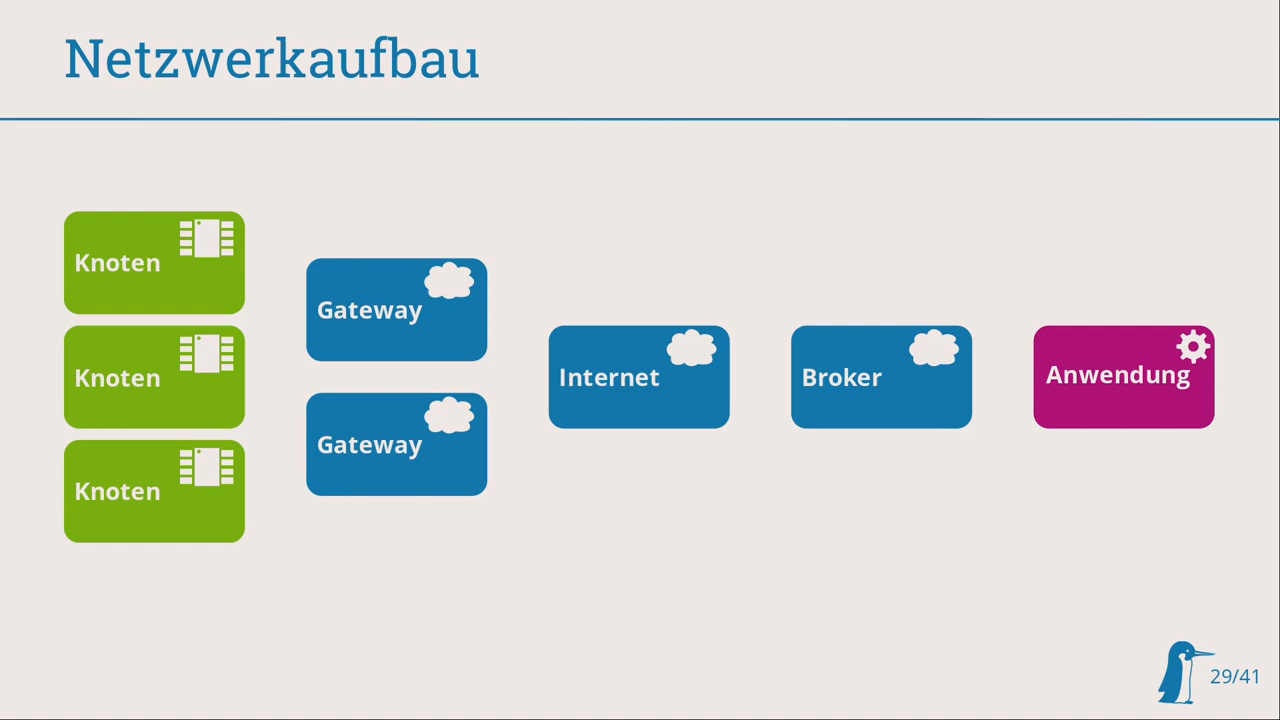 Netzwerkaufbau
Knoten
Knoten
Knoten
Gateway
Gateway
Internet
Broker
Anwendung
29/41